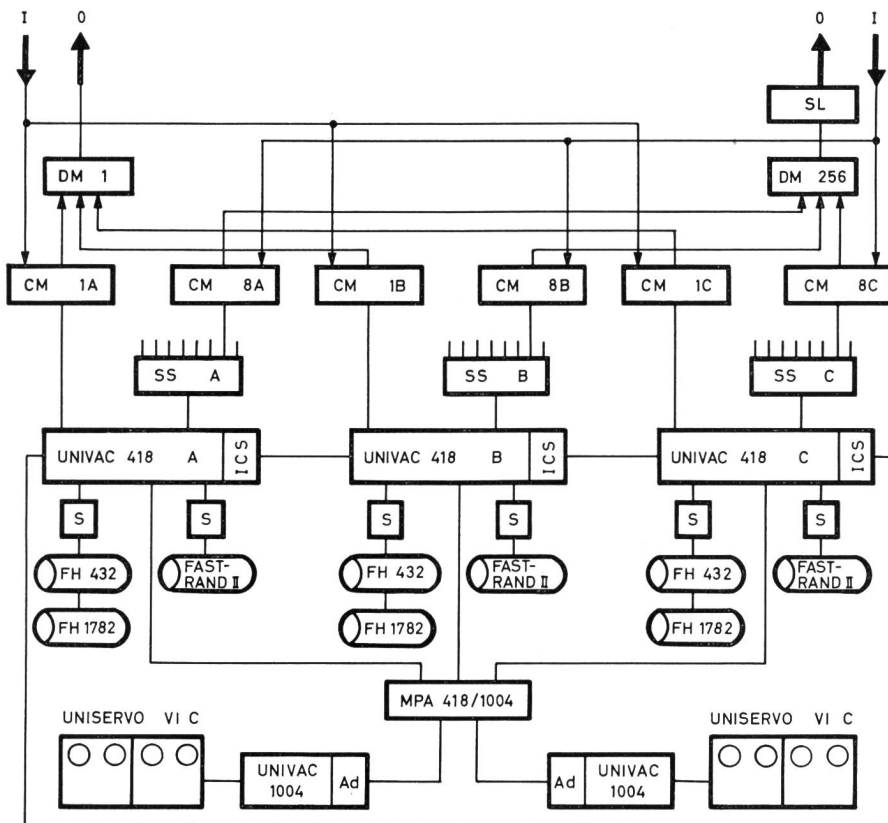 I O O I
SL
DM 1 DM 256
CM 1A CM 8A CM 1B CM 8B CM 1C CM 8C
SS A SS B SS C
UNIVAC 418 A ICS UNIVAC 418 B ICS UNIVAC 418 C ICS
S S S S S S
FH 432 FAST-RAND II FH 432 FAST-RAND II FH 432 FAST-RAND II
FH 1782 FH 1782 FH 1782
MPA 418/1004
UNISERVO VI C UNISERVO VI C
UNIVAC 1004 Ad Ad UNIVAC 1004